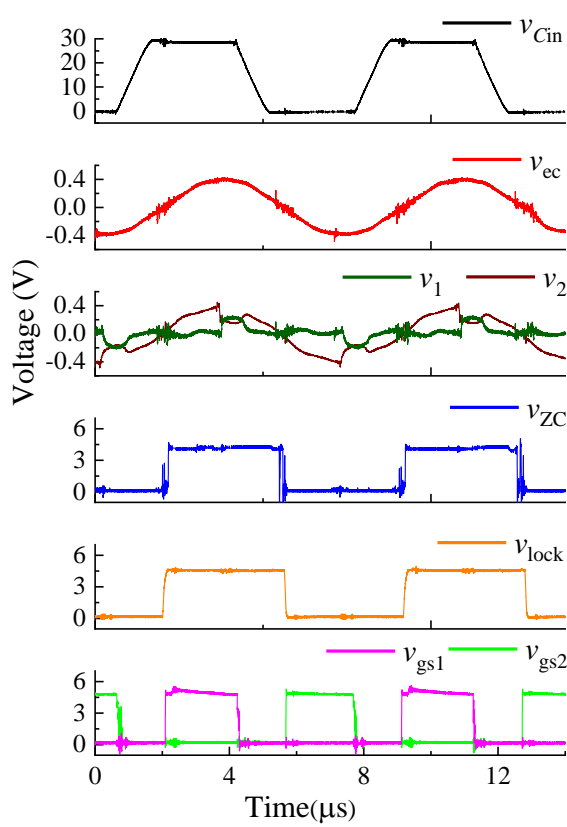 30
20
10
0
v_Cin
0.4
0.0
-0.4
v_ec
0.4
0.0
-0.4
v_1 v_2
6
3
0
v_ZC
6
3
0
v_lock
6
3
0
v_gs1 v_gs2
0 4 8 12
Time(μs)
Voltage (V)